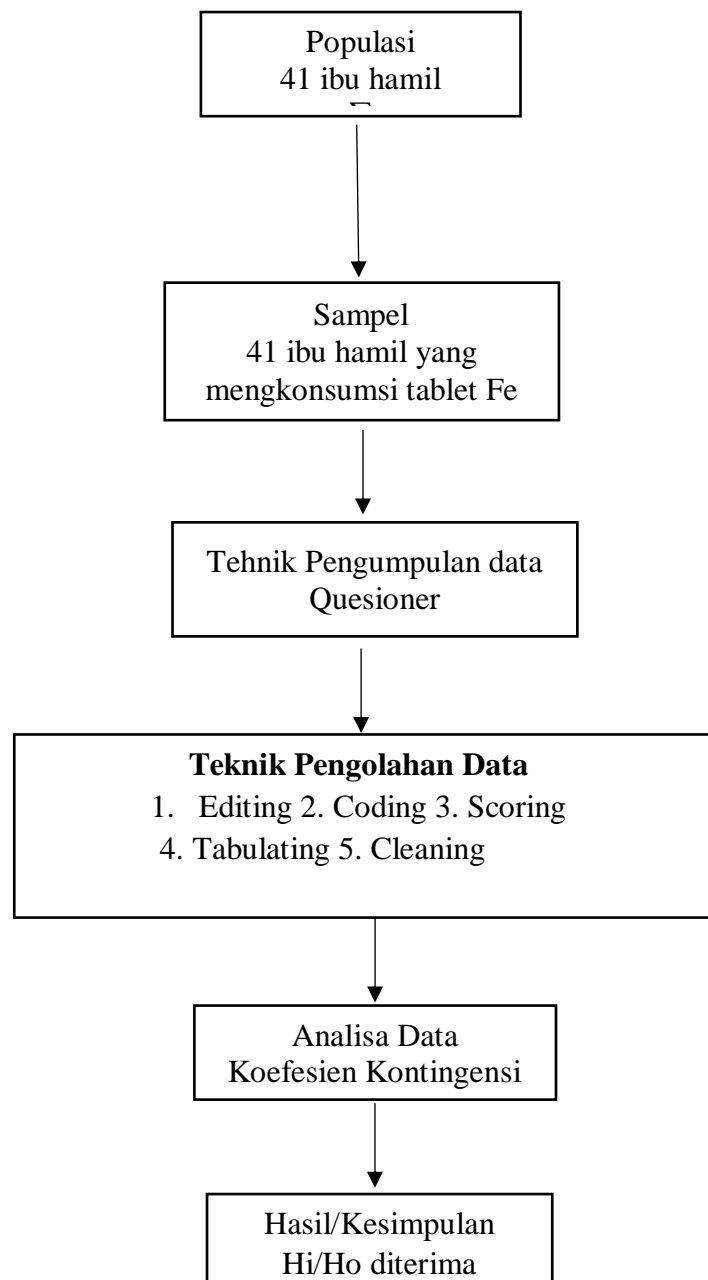 Populasi
41 ibu hamil
Sampel
41 ibu hamil yang
mengkonsumsi tablet Fe
Tehnik Pengumpulan data
Quesioner
Teknik Pengolahan Data
1. Editing 2. Coding 3. Scoring
4. Tabulating 5. Cleaning
Analisa Data
Koefesien Kontingensi
Hasil/Kesimpulan
Hi/Ho diterima